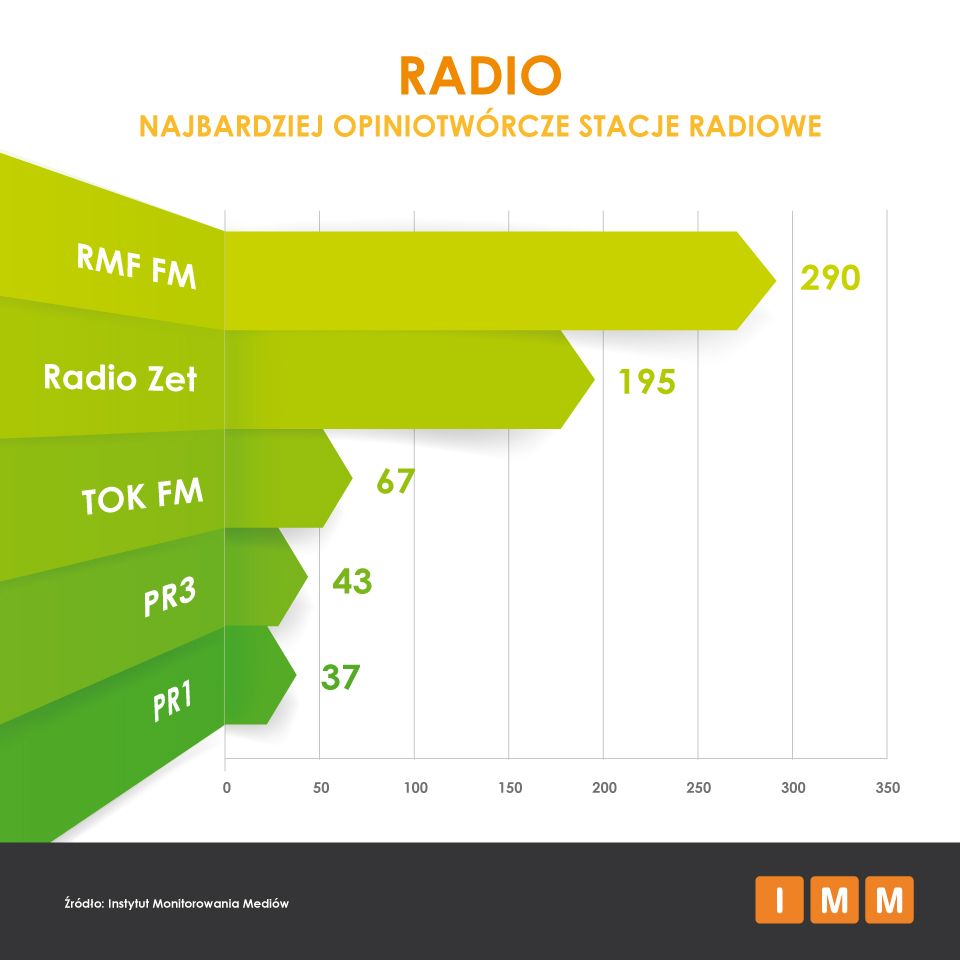 RADIO
NAJBARDZIEJ OPINIOTWÓRCZE STACJE RADIOWE
RMF FM
290
Radio Zet
195
TOK FM
67
PR3
43
PR1
37
0 50 100 150 200 250 300 350
Źródło: Instytut Monitorowania Mediów
I M M